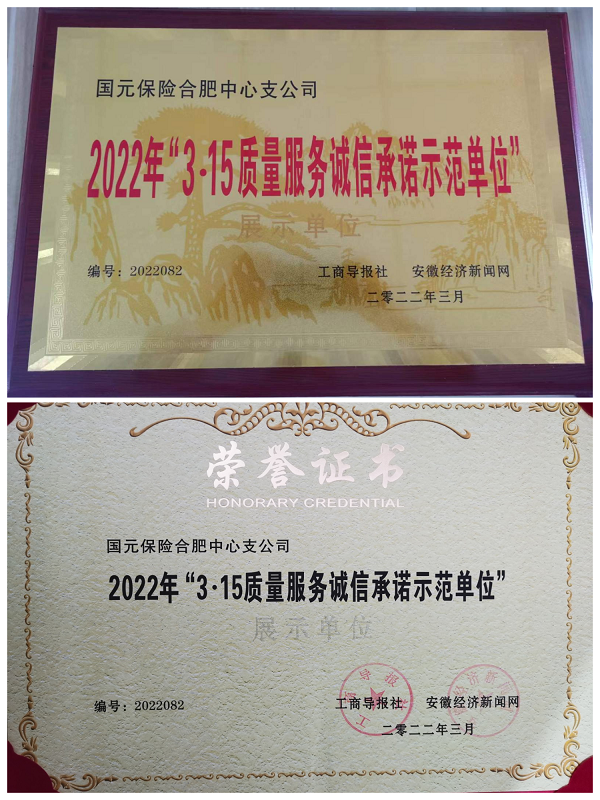 国元保险合肥中心支公司
2022年“3·15质量服务诚信承诺示范单位”
展示单位
编号：2022082
工商导报社 安徽经济新闻网
二零二二年三月
荣誉证书
HONORARY CREDENTIAL
国元保险合肥中心支公司
2022年“3·15质量服务诚信承诺示范单位”
展示单位
编号：2022082
工商导报社 安徽经济新闻网
二〇二二年三月
工商导报社